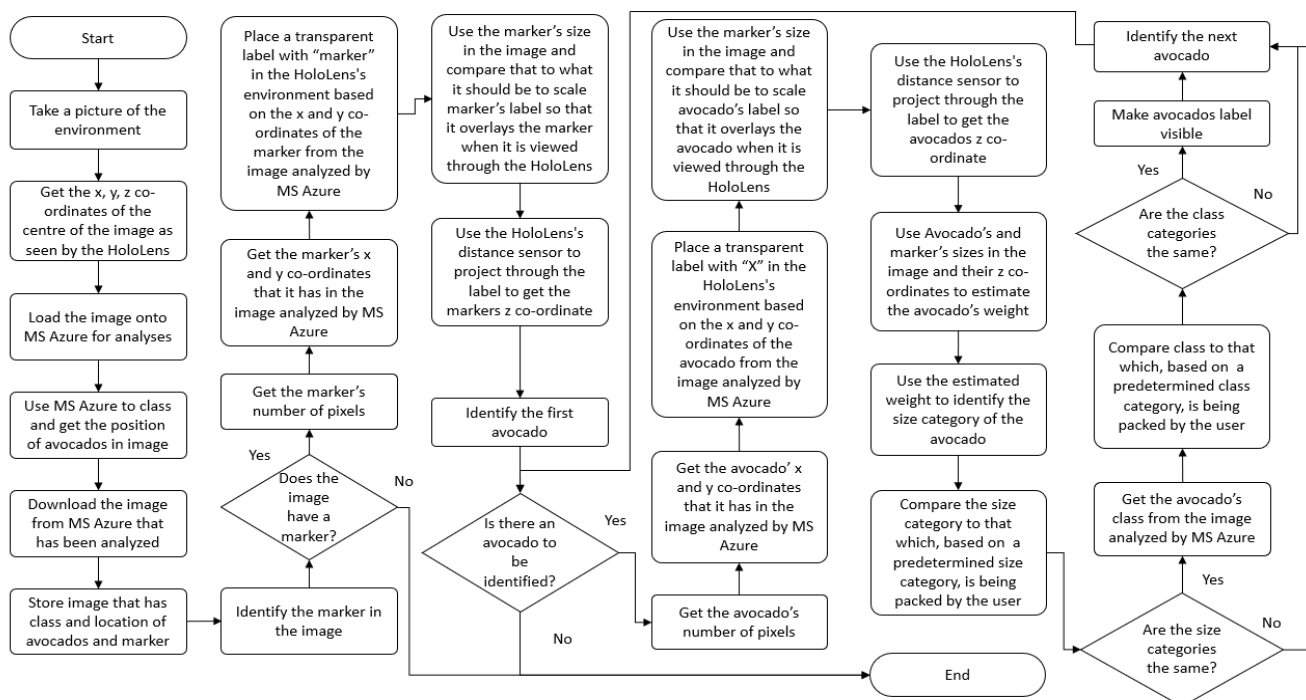 Start
Take a picture of the
environment
Get the x, y, z co-
ordinates of the
centre of the image as
seen by the HoloLens
Load the image onto
MS Azure for analyses
Use MS Azure to class
and get the position
of avocados in image
Download the image
from MS Azure that
has been analyzed
Store image that has
class and location of
avocados and marker
Identify the marker in
the image
Does the
image
have a
marker?
Yes
No
Get the marker's
number of pixels
Get the marker's x
and y co-ordinates
that it has in the
image analyzed by MS
Azure
Place a transparent
label with “marker”
in the HoloLens's
environment based
on the x and y co-
ordinates of the
marker from the
image analyzed by
MS Azure
Use the marker's size
in the image and
compare that to what
it should be to scale
marker's label so that
it overlays the marker
when it is viewed
through the HoloLens
Use the HoloLens's
distance sensor to
project through the
label to get the
markers z co-ordinate
Identify the first
avocado
Is there an
avocado to
be
identified?
Yes
No
Get the avocado's
number of pixels
Get the avocado' x
and y co-ordinates
that it has in the
image analyzed by MS
Azure
Place a transparent
label with “X” in the
HoloLens's
environment based
on the x and y co-
ordinates of the
avocado from the
image analyzed by
MS Azure
Use the marker's size
in the image and
compare that to what
it should be to scale
avocado's label so
that it overlays the
avocado when it is
viewed through the
HoloLens
Use the HoloLens's
distance sensor to
project through the
label to get the
avocados z co-
ordinate
Use Avocado's and
marker's sizes in the
image and their z co-
ordinates to estimate
the avocado's weight
Use the estimated
weight to identify the
size category of the
avocado
Compare the size
category to that
which, based on a
predetermined size
category, is being
packed by the user
Are the size
categories
the same?
Yes
No
Get the avocado's
class from the image
analyzed by MS Azure
Compare class to that
which, based on a
predetermined class
category, is being
packed by the user
Are the class
categories
the same?
Yes
No
Make avocados label
visible
Identify the next
avocado
End